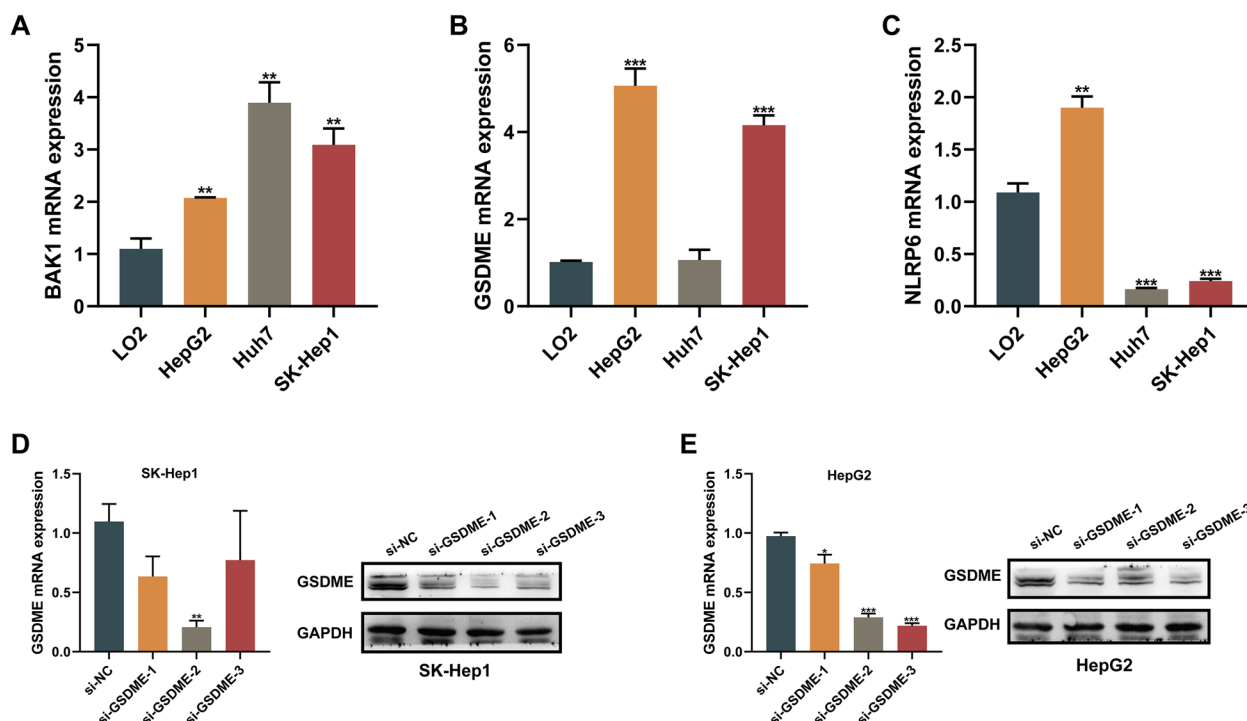 A
BAK1 mRNA expression
5
4
3
2
1
0
**
**
**
LO2
HepG2
Huh7
SK-Hep1
B
GSDME mRNA expression
6
4
2
0
***
***
LO2
HepG2
Huh7
SK-Hep1
C
NLRP6 mRNA expression
2.5
2.0
1.5
1.0
0.5
0.0
**
***
***
LO2
HepG2
Huh7
SK-Hep1
D
SK-Hep1
GSDME mRNA expression
1.5
1.0
0.5
0.0
**
si-NC
si-GSDME-1
si-GSDME-2
si-GSDME-3
si-NC
si-GSDME-1
si-GSDME-2
si-GSDME-3
GSDME
GAPDH
SK-Hep1
E
HepG2
GSDME mRNA expression
1.5
1.0
0.5
0.0
*
***
***
si-NC
si-GSDME-1
si-GSDME-2
si-GSDME-3
si-NC
si-GSDME-1
si-GSDME-2
si-GSDME-3
GSDME
GAPDH
HepG2